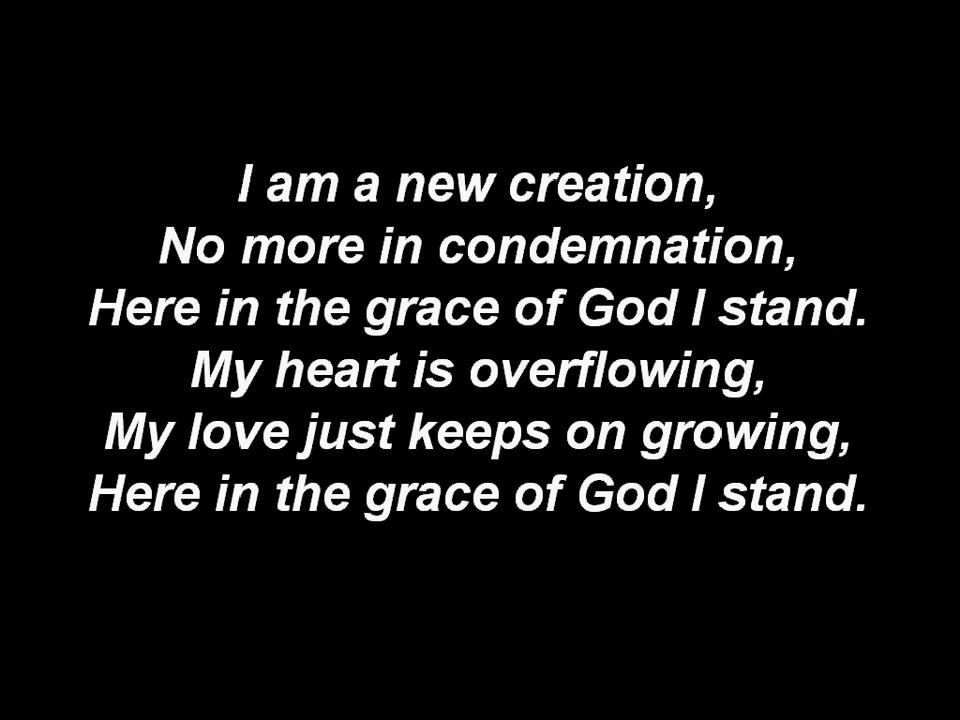 I am a new creation,
No more in condemnation,
Here in the grace of God I stand.
My heart is overflowing,
My love just keeps on growing,
Here in the grace of God I stand.